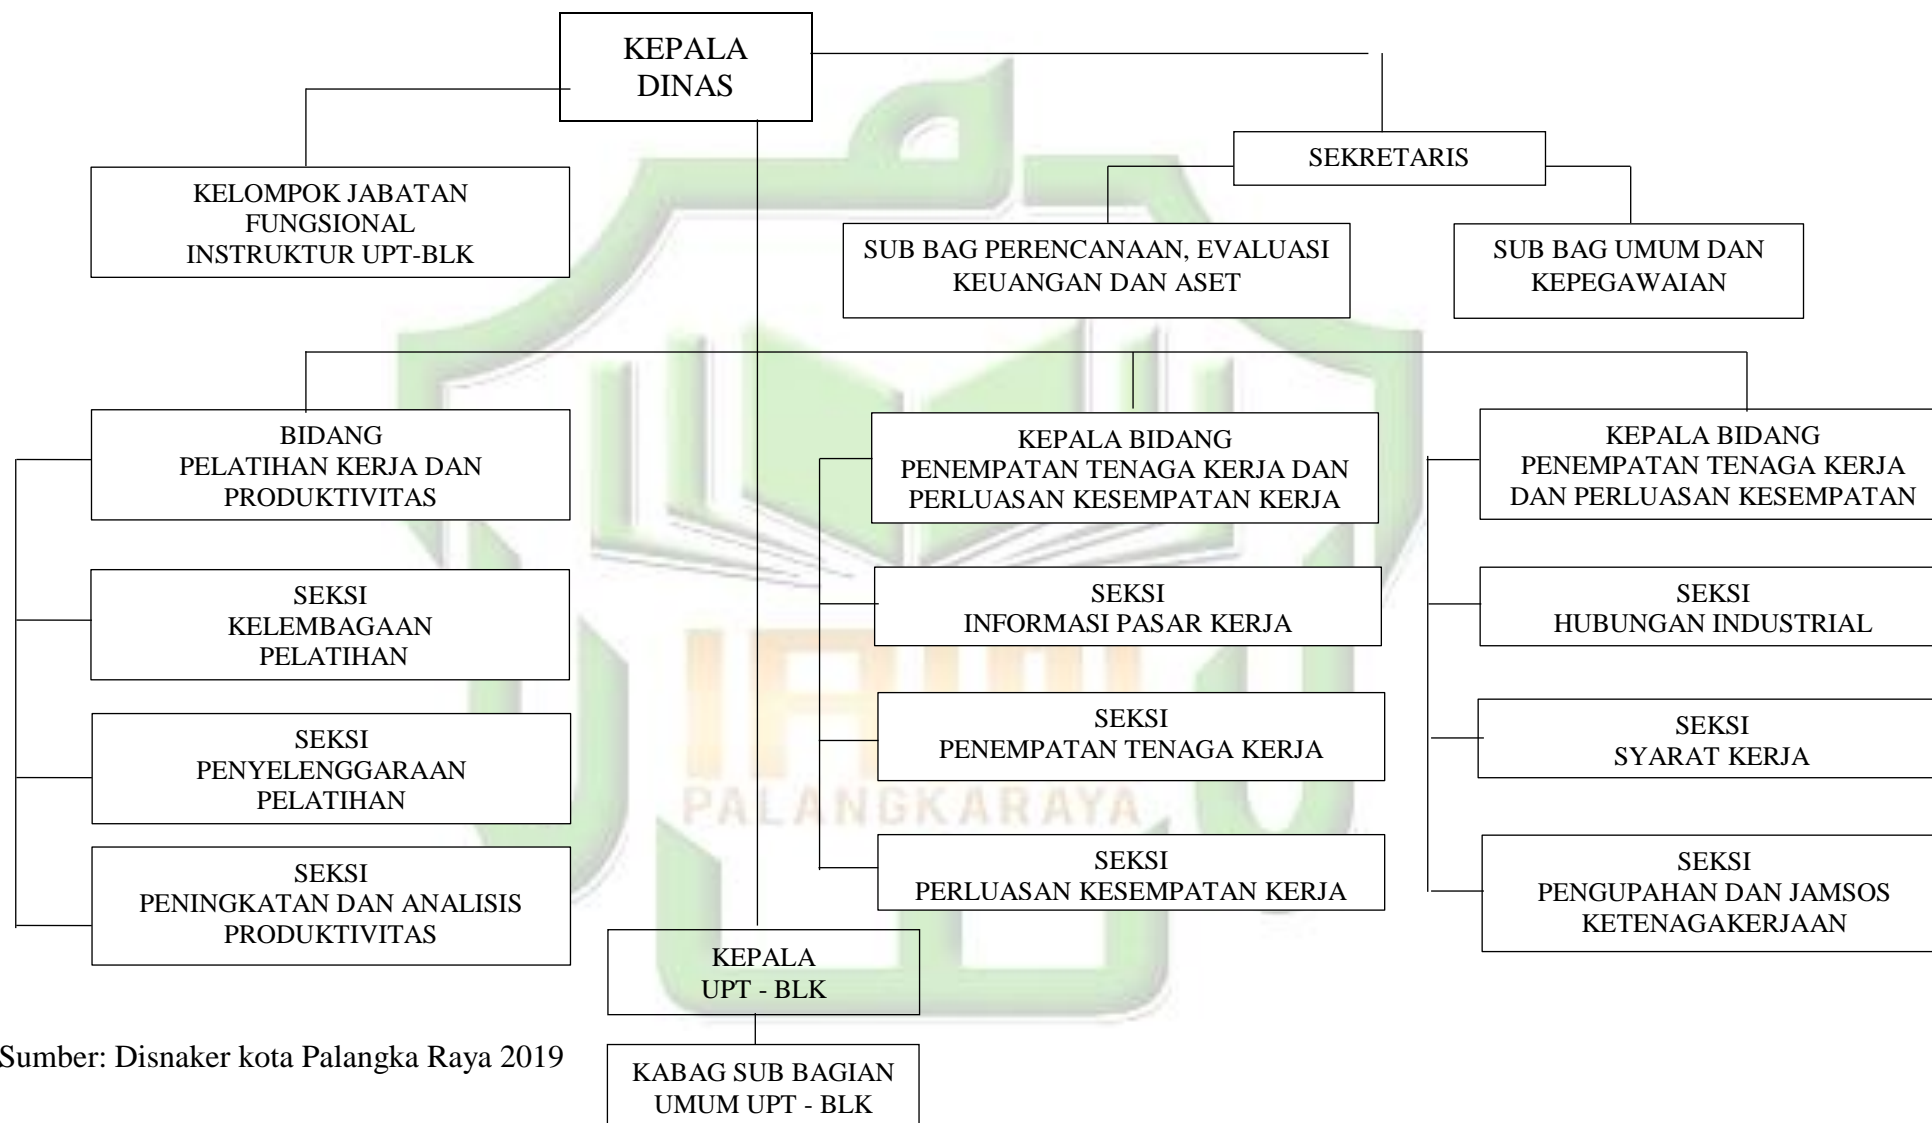 KEPALA
DINAS
SEKRETARIS
KELOMPOK JABATAN
FUNGSIONAL
INSTRUKTUR UPT-BLK
SUB BAG PERENCANAAN, EVALUASI
KEUANGAN DAN ASET
SUB BAG UMUM DAN
KEPEGAWAIAN
BIDANG
PELATIHAN KERJA DAN
PRODUKTIVITAS
KEPALA BIDANG
PENEMPATAN TENAGA KERJA DAN
PERLUASAN KESEMPATAN KERJA
KEPALA BIDANG
PENEMPATAN TENAGA KERJA
DAN PERLUASAN KESEMPATAN
SEKSI
KELEMBAGAAN
PELATIHAN
SEKSI
INFORMASI PASAR KERJA
SEKSI
HUBUNGAN INDUSTRIAL
SEKSI
PENYELENGGARAAN
PELATIHAN
SEKSI
PENEMPATAN TENAGA KERJA
SEKSI
SYARAT KERJA
SEKSI
PENINGKATAN DAN ANALISIS
PRODUKTIVITAS
SEKSI
PERLUASAN KESEMPATAN KERJA
SEKSI
PENGUPAHAN DAN JAMSOS
KETENAGAKERJAAN
IAIN
PALANGKARAYA
KEPALA
UPT - BLK
KABAG SUB BAGIAN
UMUM UPT - BLK
Sumber: Disnaker kota Palangka Raya 2019